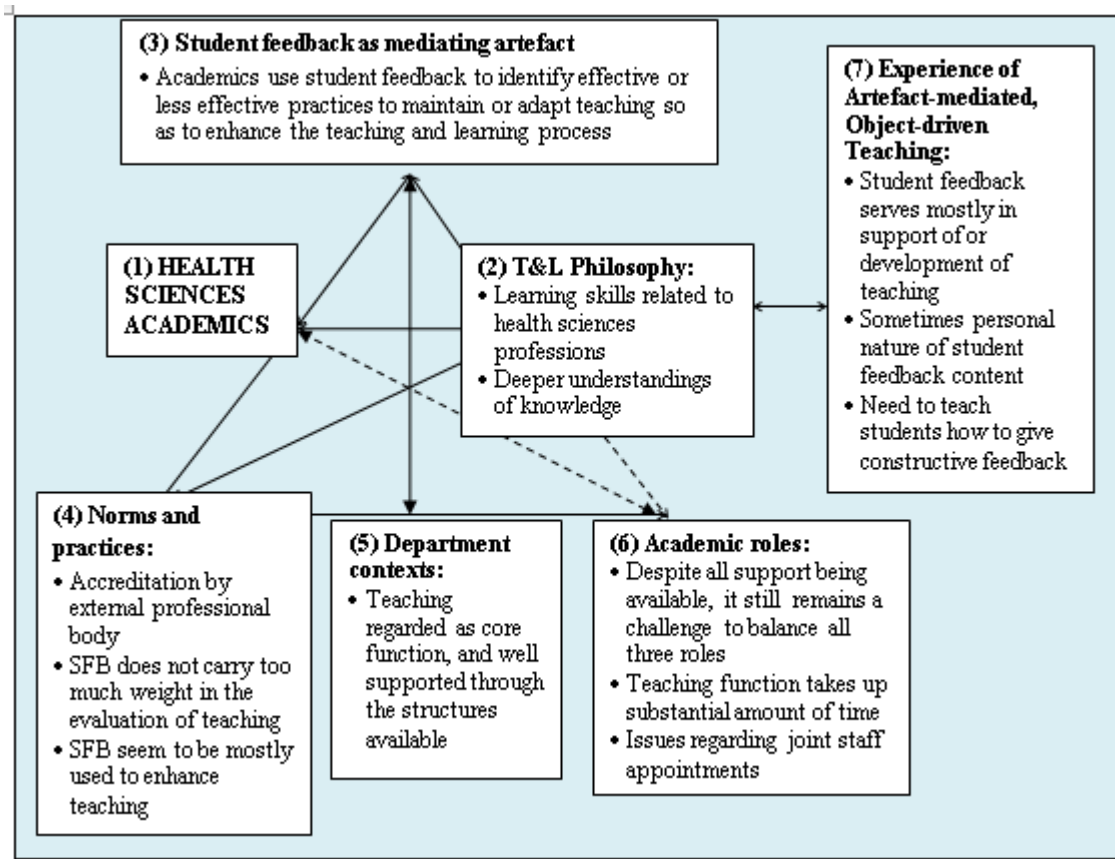 (3) Student feedback as mediating artefact
• Academics use student feedback to identify effective or
less effective practices to maintain or adapt teaching so
as to enhance the teaching and learning process
(7) Experience of
Artefact-mediated,
Object-driven
Teaching:
• Student feedback
serves mostly in
support of or
development of
teaching
• Sometimes personal
nature of student
feedback content
• Need to teach
students how to give
constructive feedback
(1) HEALTH
SCIENCES
ACADEMICS
(2) T&L Philosophy:
• Learning skills related to
health sciences
professions
• Deeper understandings
of knowledge
(4) Norms and
practices:
• Accreditation by
external professional
body
• SFB does not carry too
much weight in the
evaluation of teaching
• SFB seem to be mostly
used to enhance
teaching
(5) Department
contexts:
• Teaching
regarded as core
function, and well
supported through
the structures
available
(6) Academic roles:
• Despite all support being
available, it still remains a
challenge to balance all
three roles
• Teaching function takes up
substantial amount of time
• Issues regarding joint staff
appointments